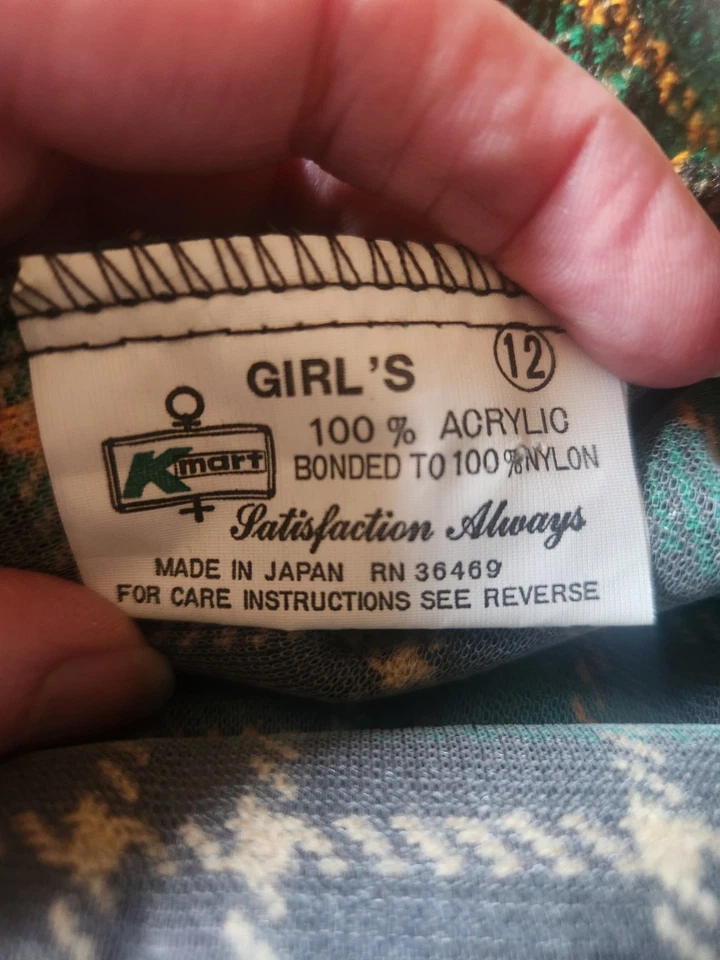 12
GIRL'S
100 % ACRYLIC
Kmart
BONDED TO 100 % NYLON
Satisfaction Always
MADE IN JAPAN RN 36469
FOR CARE INSTRUCTIONS SEE REVERSE